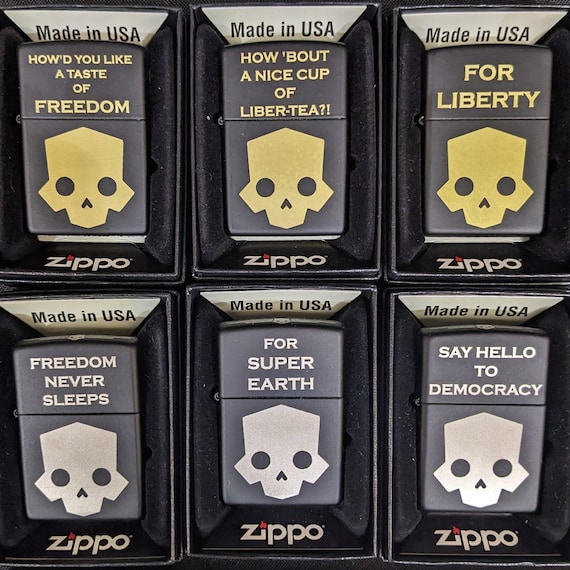 Made in USA
HOW'D YOU LIKE
A TASTE
OF
FREEDOM
zippo
Made in USA
HOW 'BOUT
A NICE CUP
OF
LIBER-TEA?!
zippo
Made in USA
FOR
LIBERTY
zippo
Made in USA
FREEDOM
NEVER
SLEEPS
zippo
Made in USA
FOR
SUPER
EARTH
zippo
Made in USA
SAY HELLO
TO
DEMOCRACY
zippo